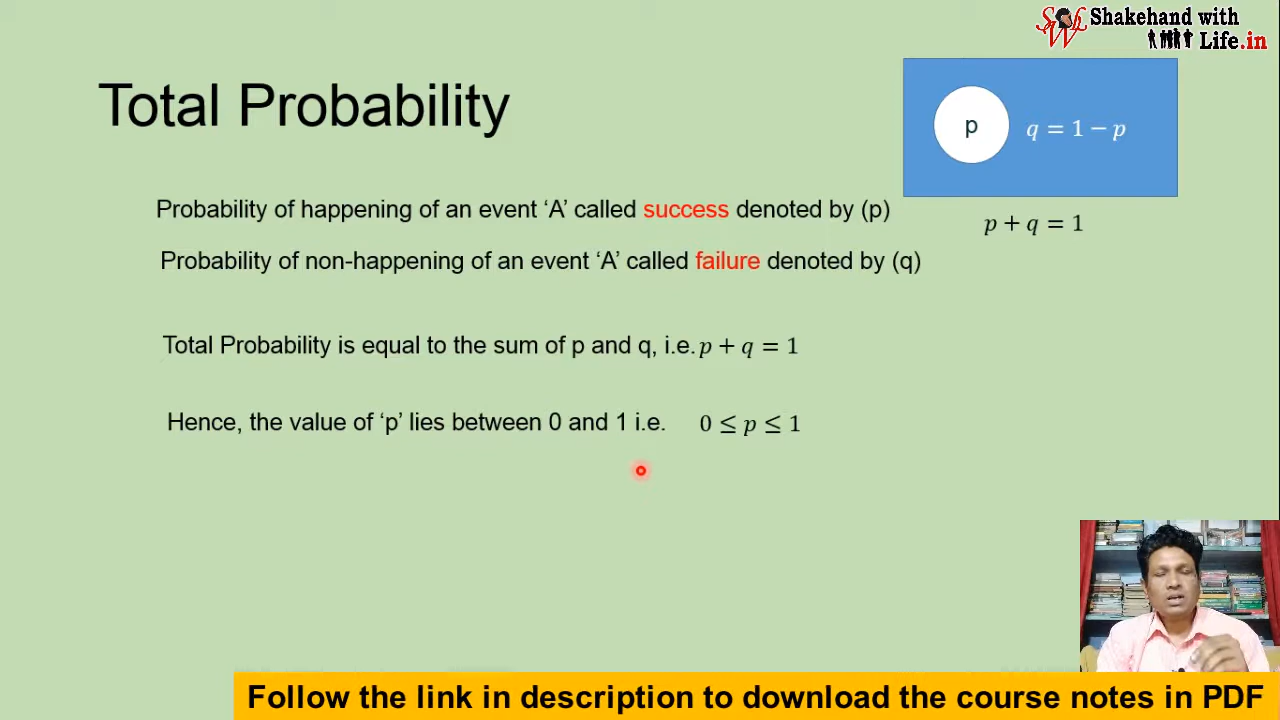 Shakehand with
Life.in
Total Probability
p
q = 1 − p
Probability of happening of an event ‘A’ called success denoted by (p)
p + q = 1
Probability of non-happening of an event ‘A’ called failure denoted by (q)
Total Probability is equal to the sum of p and q, i.e. p + q = 1
Hence, the value of ‘p’ lies between 0 and 1 i.e. 0 ≤ p ≤ 1
Follow the link in description to download the course notes in PDF